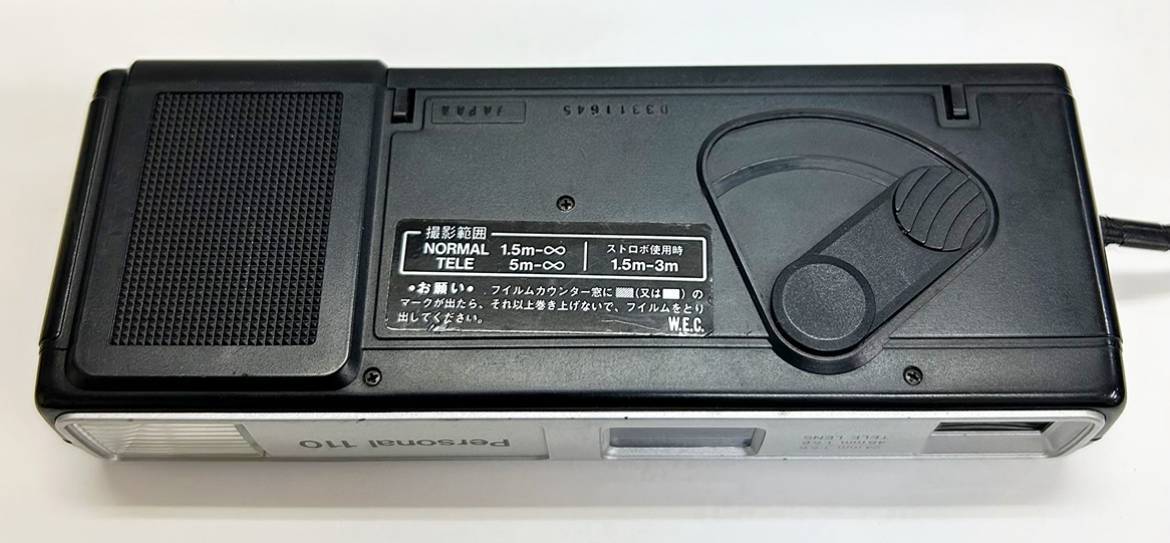 JAPAN
D3311645
撮影範囲
NORMAL 1.5m-∞
TELE 5m-∞
ストロボ使用時
1.5m-3m
•お願い• フイルムカウンター窓に▨(又は■)の
マークが出たら、それ以上巻き上げないで、フイルムをとり
出してください。
W.E.C.
Personal 110
TELE LENS